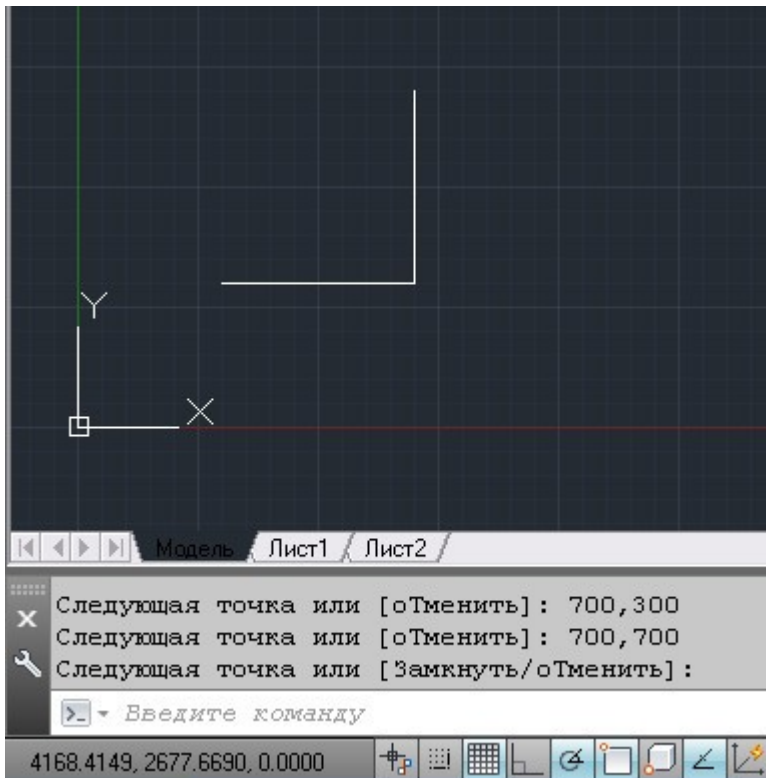 Y
X
Модель Лист1 Лист2
Следующая точка или [оТменить]: 700,300
Следующая точка или [оТменить]: 700,700
Следующая точка или [Замкнуть/оТменить]:
Введите команду
4168.4149, 2677.6690, 0.0000